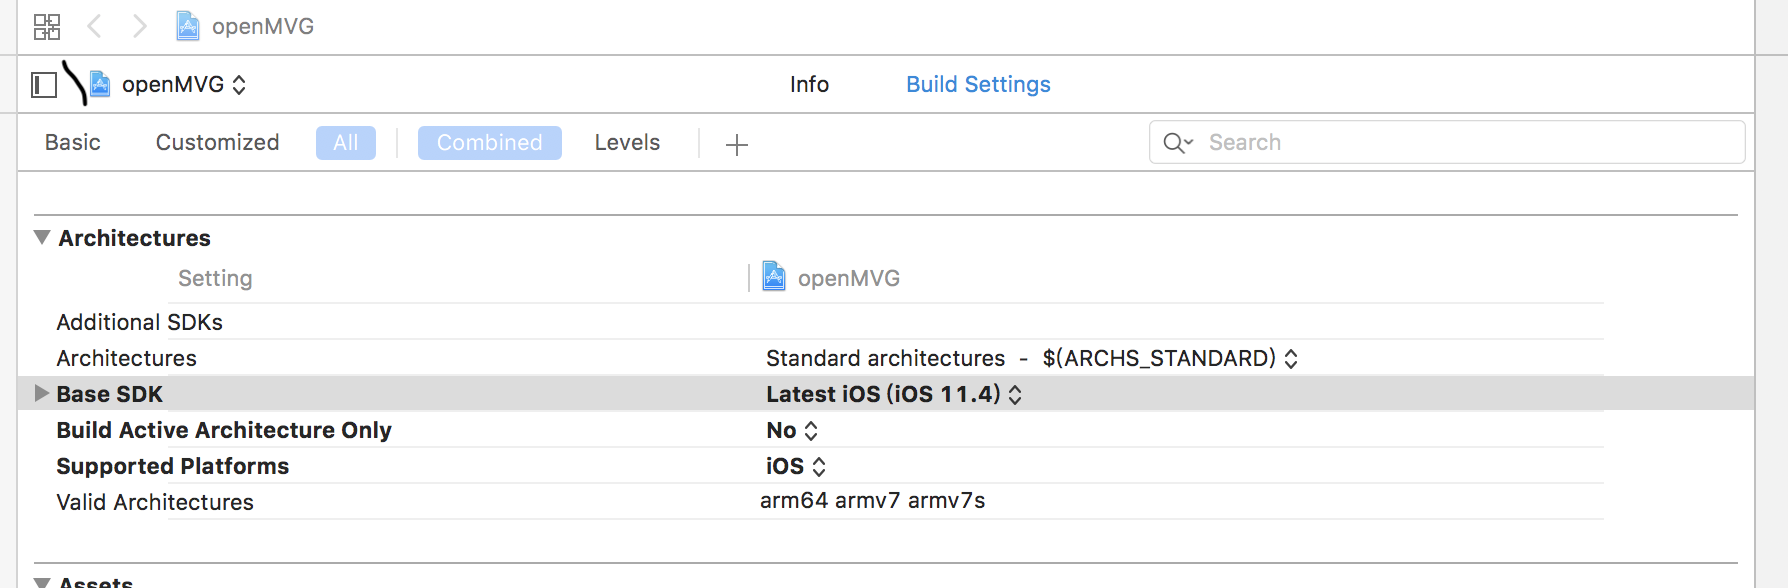 openMVG
openMVG Info Build Settings
Basic Customized All Combined Levels Search
Architectures
Setting openMVG
Additional SDKs
Architectures Standard architectures - $(ARCHS_STANDARD)
Base SDK Latest iOS (iOS 11.4)
Build Active Architecture Only No
Supported Platforms iOS
Valid Architectures arm64 armv7 armv7s
Assets